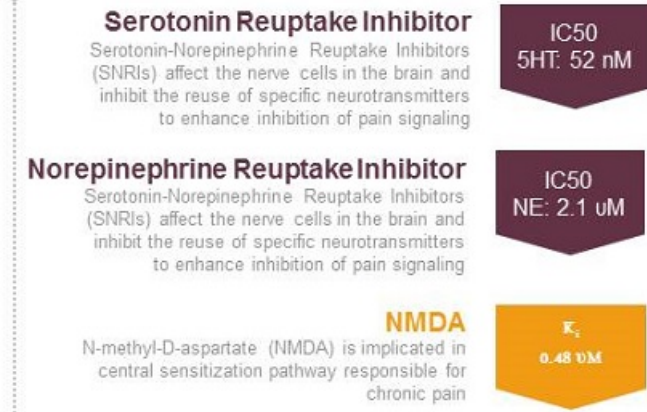 Serotonin Reuptake Inhibitor
Serotonin-Norepinephrine Reuptake Inhibitors
(SNRIs) affect the nerve cells in the brain and
inhibit the reuse of specific neurotransmitters
to enhance inhibition of pain signaling
IC50
5HT: 52 nM
Norepinephrine Reuptake Inhibitor
Serotonin-Norepinephrine Reuptake Inhibitors
(SNRIs) affect the nerve cells in the brain and
inhibit the reuse of specific neurotransmitters
to enhance inhibition of pain signaling
IC50
NE: 2.1 uM
NMDA
N-methyl-D-aspartate (NMDA) is implicated in
central sensitization pathway responsible for
chronic pain
Ki
0.48 UM